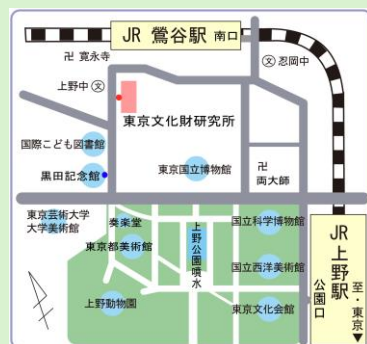 JR 鶯谷駅 南口
卍 寛永寺
文 忍岡中
上野中 文
東京文化財研究所
国際こども図書館
東京国立博物館
卍
両大師
黒田記念館
東京芸術大学
大学美術館
奏楽堂
国立科学博物館
東京都美術館
上野公園噴水
国立西洋美術館
上野動物園
東京文化会館
JR
上野駅
公園口
至・東京▼